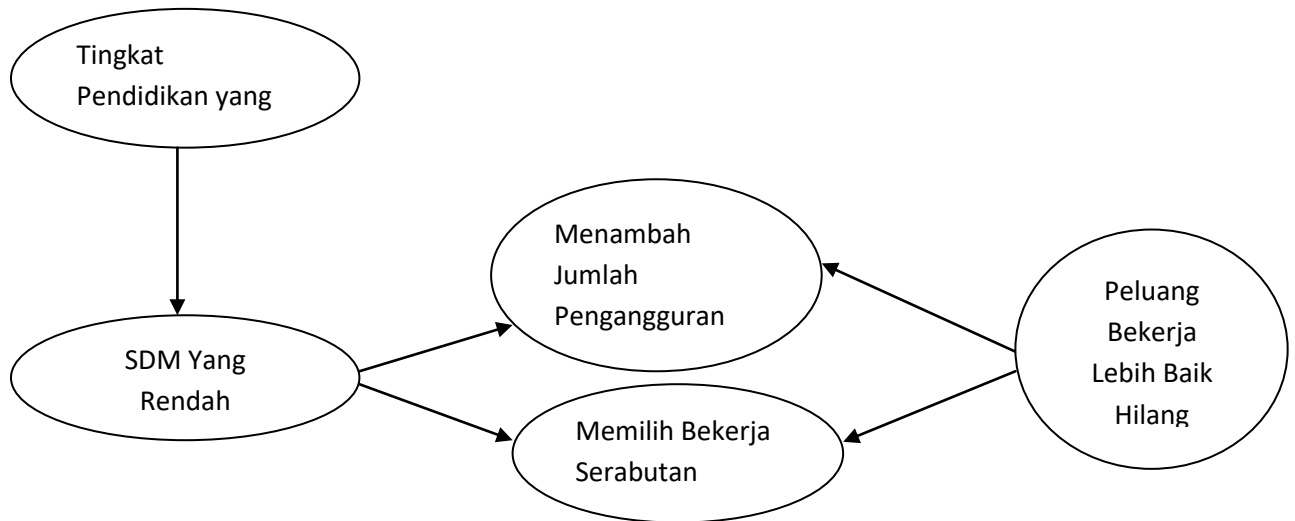 Tingkat
Pendidikan yang
SDM Yang
Rendah
Menambah
Jumlah
Pengangguran
Memilih Bekerja
Serabutan
Peluang
Bekerja
Lebih Baik
Hilang